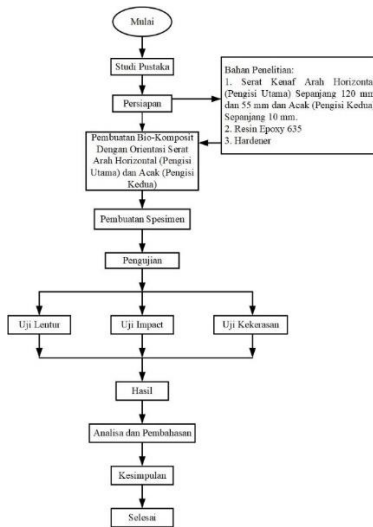 Mulai
Studi Pustaka
Persiapan
Bahan Penelitian:
1. Serat Kenaf Arah Horizontal
(Pengisi Utama) Sepanjang 120 mm
dan 55 mm dan Acak (Pengisi Kedua)
Sepanjang 10 mm.
2. Resin Epoxy 635
3. Hardener
Pembuatan Bio-Komposit
Dengan Orientasi Serat
Arah Horizontal (Pengisi
Utama) dan Acak (Pengisi
Kedua)
Pembuatan Spesimen
Pengujian
Uji Lentur
Uji Impact
Uji Kekerasan
Hasil
Analisa dan Pembahasan
Kesimpulan
Selesai